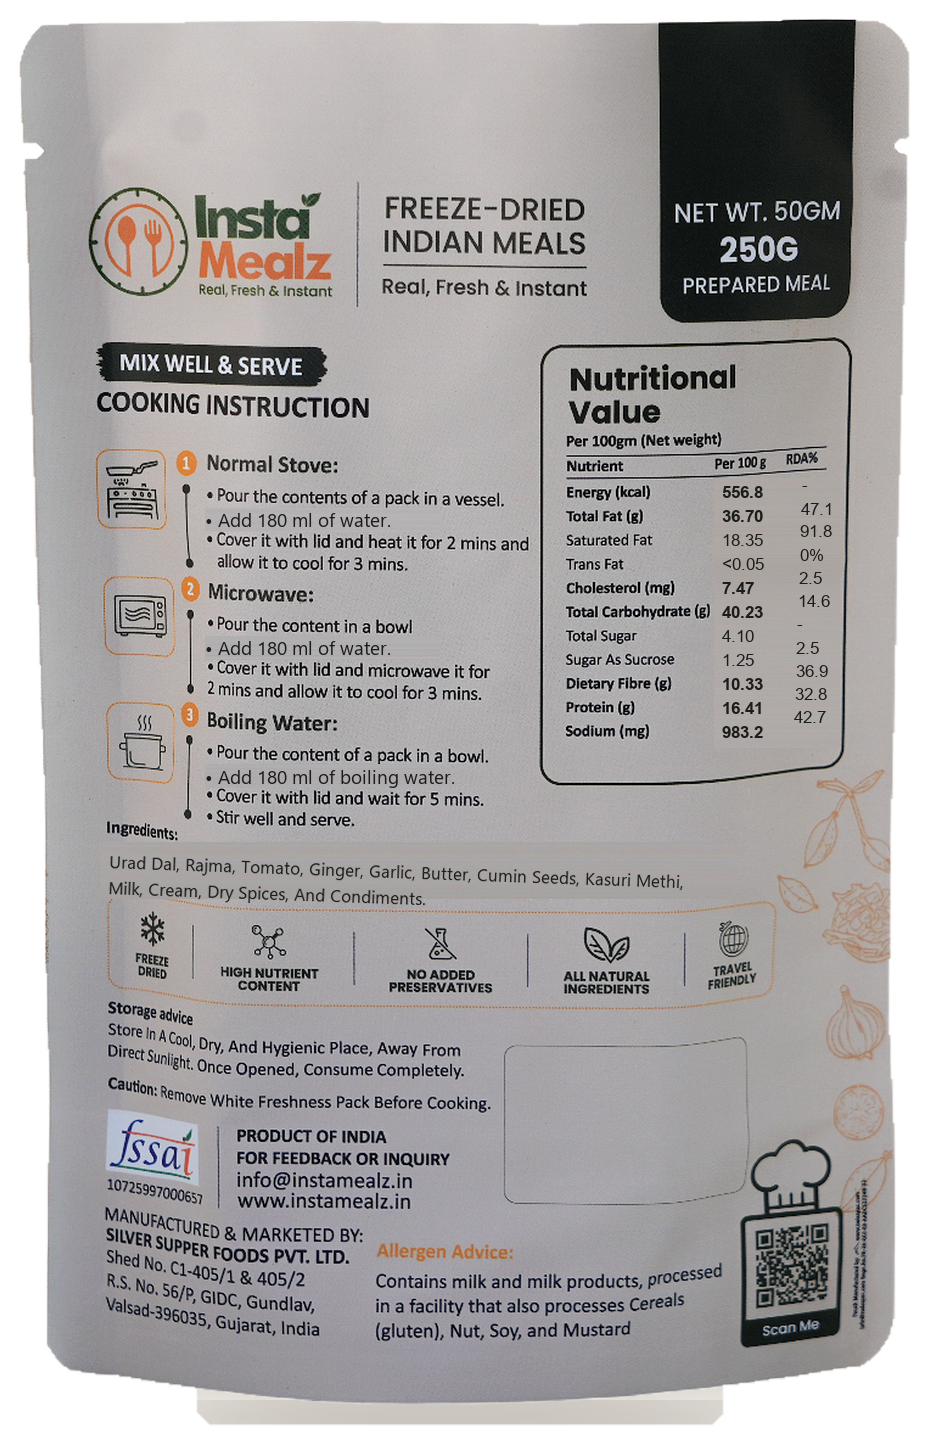 Insta
Mealz
Real, Fresh & Instant
FREEZE-DRIED
INDIAN MEALS
Real, Fresh & Instant
NET WT. 50GM
250G
PREPARED MEAL
MIX WELL & SERVE
COOKING INSTRUCTION
1 Normal Stove:
• Pour the contents of a pack in a vessel.
• Add 180 ml of water.
• Cover it with lid and heat it for 2 mins and
allow it to cool for 3 mins.
2 Microwave:
• Pour the content in a bowl
• Add 180 ml of water.
• Cover it with lid and microwave it for
2 mins and allow it to cool for 3 mins.
3 Boiling Water:
• Pour the content of a pack in a bowl.
• Add 180 ml of boiling water.
• Cover it with lid and wait for 5 mins.
• Stir well and serve.
Nutritional
Value
Per 100gm (Net weight)
Nutrient Per 100 g RDA%
Energy (kcal) 556.8 -
Total Fat (g) 36.70 47.1
Saturated Fat 18.35 91.8
Trans Fat <0.05 0%
Cholesterol (mg) 7.47 2.5
Total Carbohydrate (g) 40.23 14.6
Total Sugar 4.10 -
Sugar As Sucrose 1.25 2.5
Dietary Fibre (g) 10.33 36.9
Protein (g) 16.41 32.8
Sodium (mg) 983.2 42.7
Ingredients:
Urad Dal, Rajma, Tomato, Ginger, Garlic, Butter, Cumin Seeds, Kasuri Methi,
Milk, Cream, Dry Spices, And Condiments.
FREEZE
DRIED
HIGH NUTRIENT
CONTENT
NO ADDED
PRESERVATIVES
ALL NATURAL
INGREDIENTS
TRAVEL
FRIENDLY
Storage advice
Store In A Cool, Dry, And Hygienic Place, Away From
Direct Sunlight. Once Opened, Consume Completely.
Caution: Remove White Freshness Pack Before Cooking.
fssai
10725997000657
PRODUCT OF INDIA
FOR FEEDBACK OR INQUIRY
info@instamealz.in
www.instamealz.in
MANUFACTURED & MARKETED BY:
SILVER SUPPER FOODS PVT. LTD.
Shed No. C1-405/1 & 405/2
R.S. No. 56/P, GIDC, Gundlav,
Valsad-396035, Gujarat, India
Allergen Advice:
Contains milk and milk products, processed
in a facility that also processes Cereals
(gluten), Nut, Soy, and Mustard
Scan Me